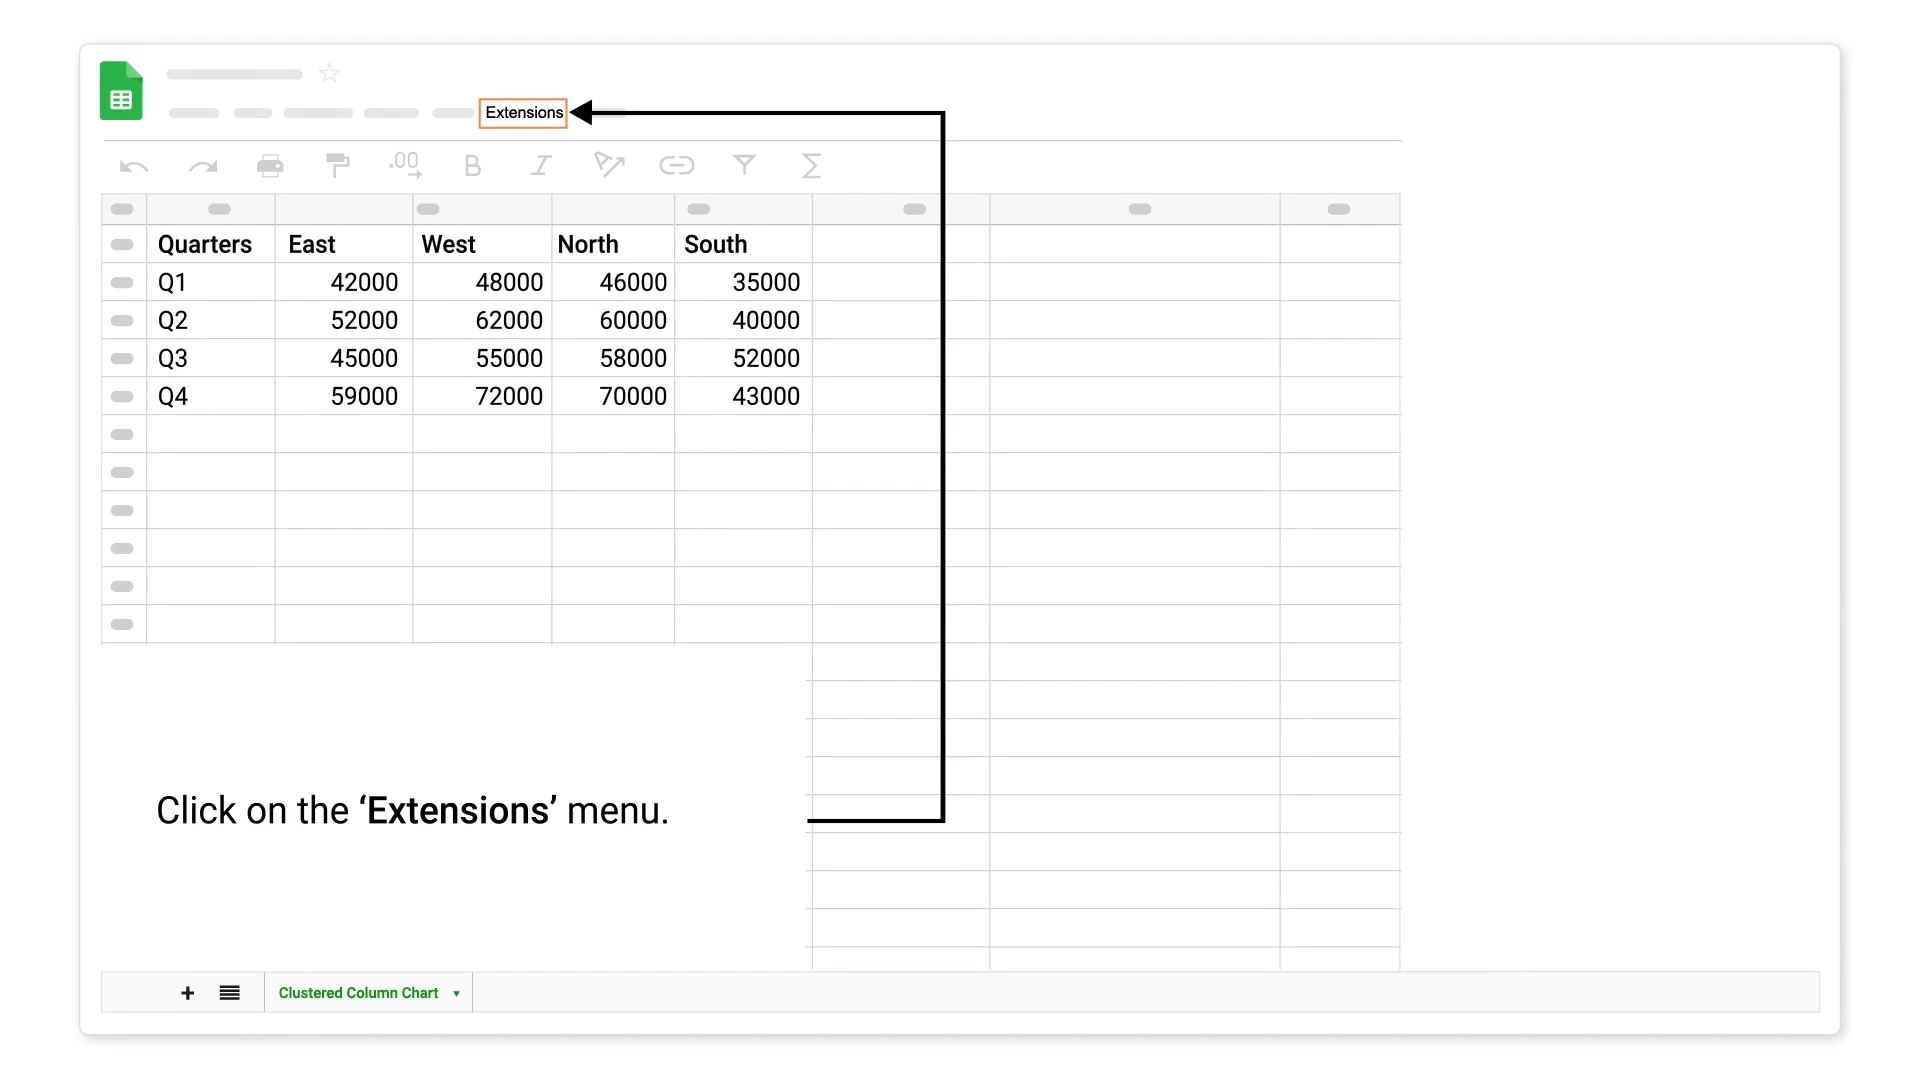 Extensions
.00
Quarters East West North South
Q1 42000 48000 46000 35000
Q2 52000 62000 60000 40000
Q3 45000 55000 58000 52000
Q4 59000 72000 70000 43000
Click on the ‘Extensions’ menu.
Clustered Column Chart